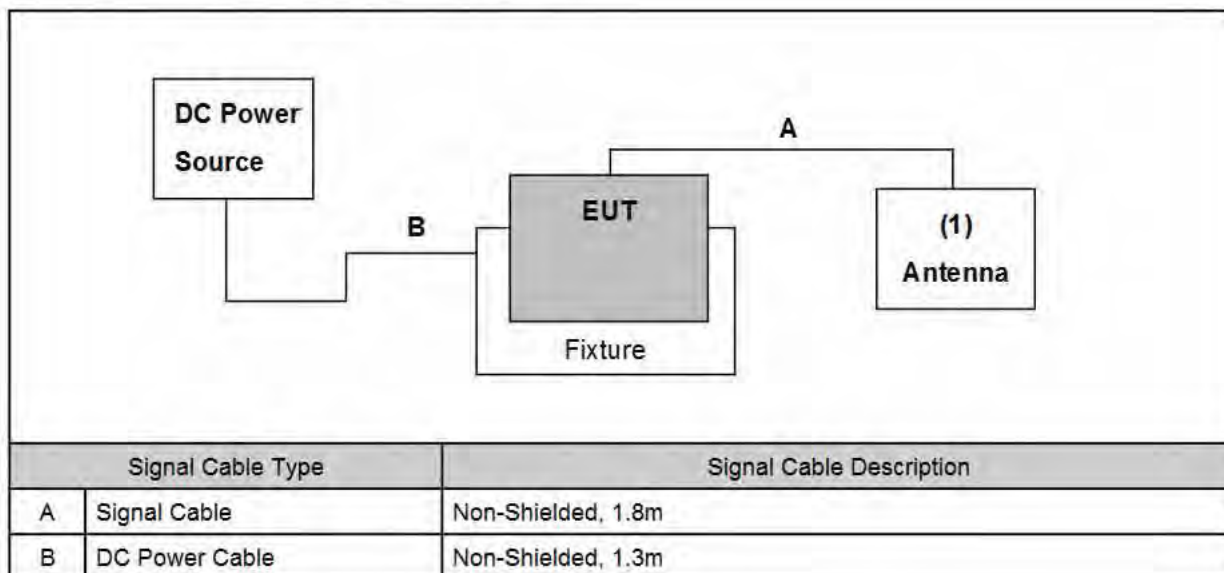 DC Power
Source
A
B
EUT
(1)
Antenna
Fixture
Signal Cable Type Signal Cable Description
A Signal Cable Non-Shielded, 1.8m
B DC Power Cable Non-Shielded, 1.3m